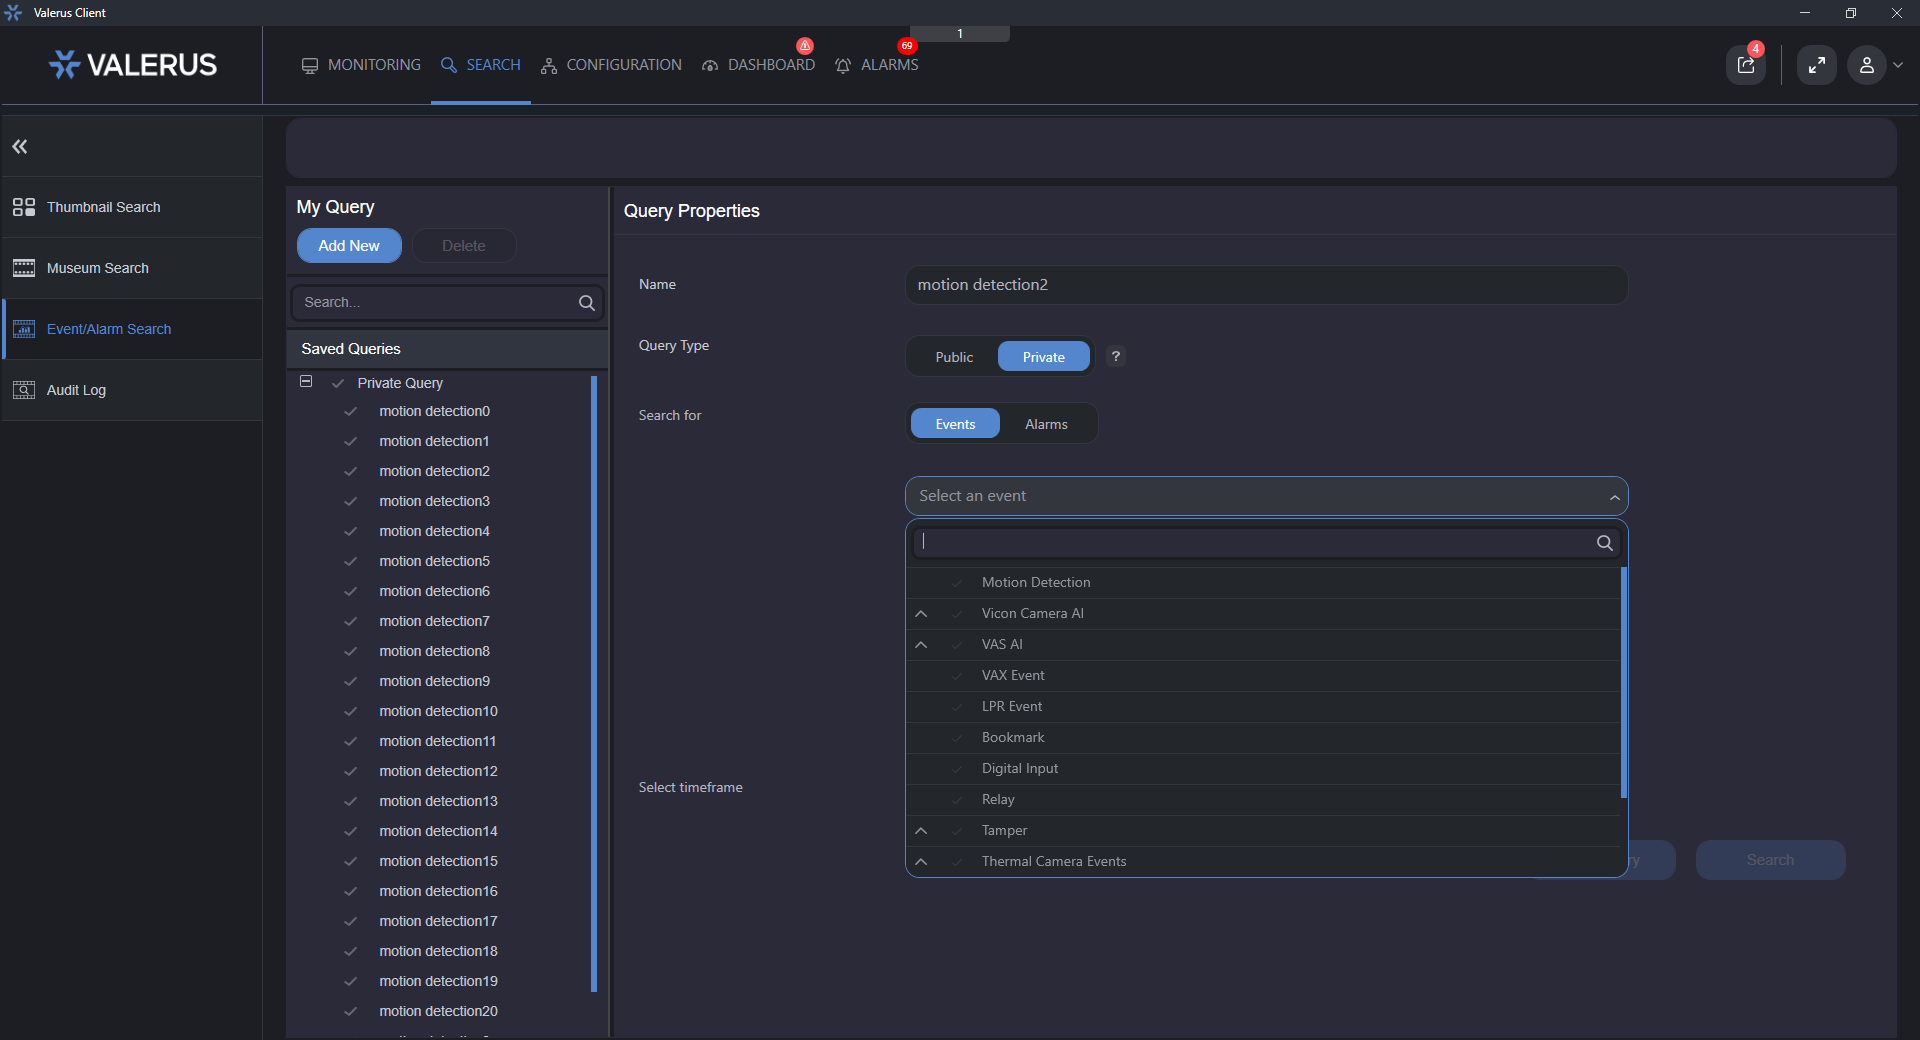 Valerus Client
1
VALERUS
MONITORING
SEARCH
CONFIGURATION
DASHBOARD
69
ALARMS
4
Thumbnail Search
Museum Search
Event/Alarm Search
Audit Log
My Query
Add New
Delete
Search...
Saved Queries
Private Query
motion detection0
motion detection1
motion detection2
motion detection3
motion detection4
motion detection5
motion detection6
motion detection7
motion detection8
motion detection9
motion detection10
motion detection11
motion detection12
motion detection13
motion detection14
motion detection15
motion detection16
motion detection17
motion detection18
motion detection19
motion detection20
Query Properties
Name
motion detection2
Query Type
Public
Private
?
Search for
Events
Alarms
Select an event
Motion Detection
Vicon Camera AI
VAS AI
VAX Event
LPR Event
Bookmark
Digital Input
Relay
Tamper
Thermal Camera Events
Select timeframe
Search